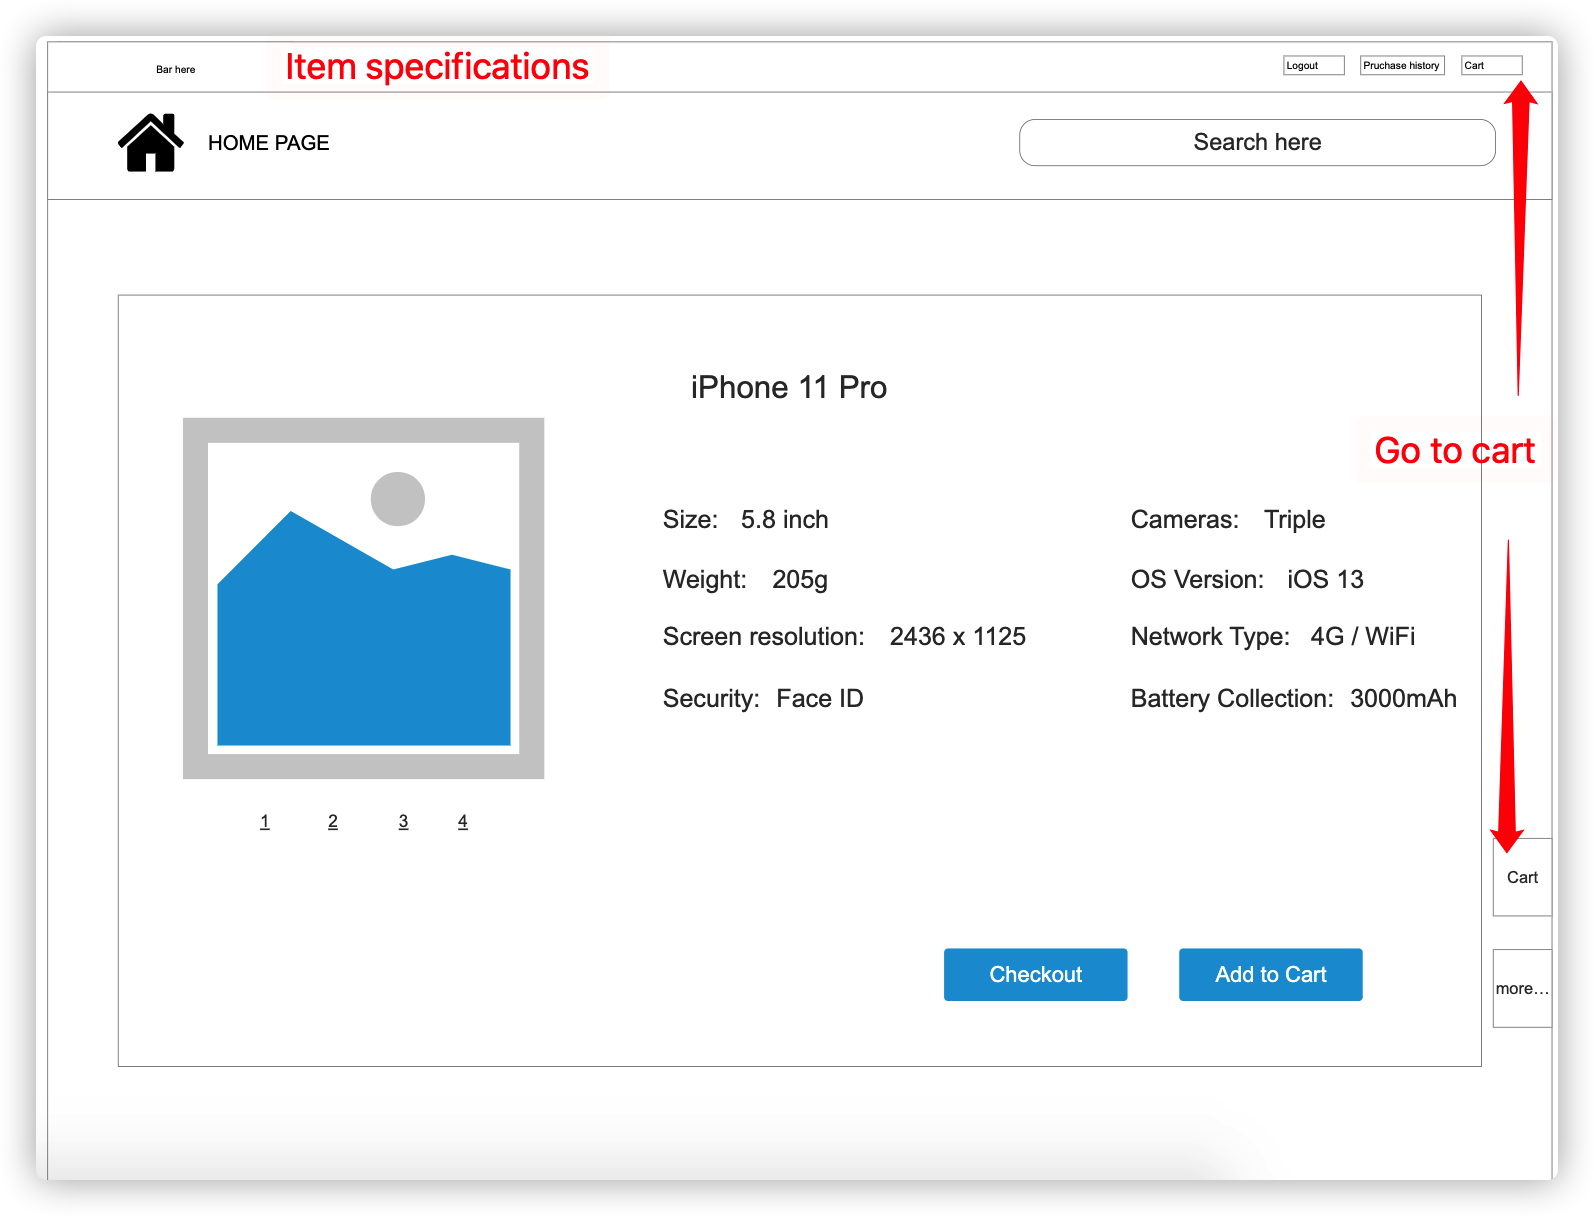 Bar here
Item specifications
Logout
Pruchase history
Cart
HOME PAGE
Search here
iPhone 11 Pro
Go to cart
Size: 5.8 inch
Cameras: Triple
Weight: 205g
OS Version: iOS 13
Screen resolution: 2436 x 1125
Network Type: 4G / WiFi
Security: Face ID
Battery Collection: 3000mAh
1 2 3 4
Cart
Checkout
Add to Cart
more...